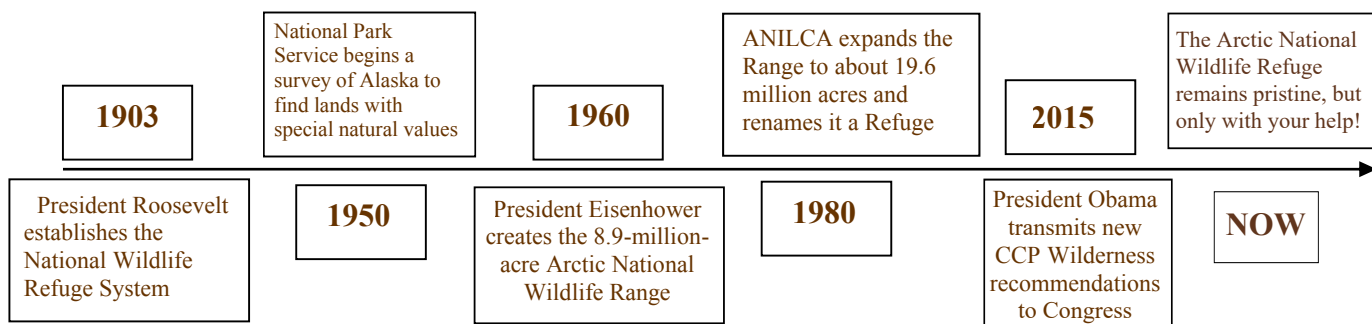 1903
President Roosevelt
establishes the
National Wildlife
Refuge System
National Park
Service begins a
survey of Alaska to
find lands with
special natural values
1950
1960
President Eisenhower
creates the 8.9-million-
acre Arctic National
Wildlife Range
ANILCA expands the
Range to about 19.6
million acres and
renames it a Refuge
1980
2015
President Obama
transmits new
CCP Wilderness
recommendations
to Congress
The Arctic National
Wildlife Refuge
remains pristine, but
only with your help!
NOW